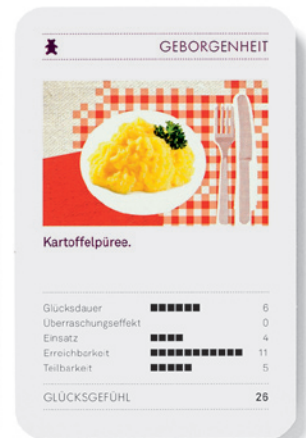 GEBORGENHEIT
Kartoffelpüree.
Glücksdauer 6
Überraschungseffekt 0
Einsatz 4
Erreichbarkeit 11
Teilbarkeit 5
GLÜCKSGEFÜHL 26